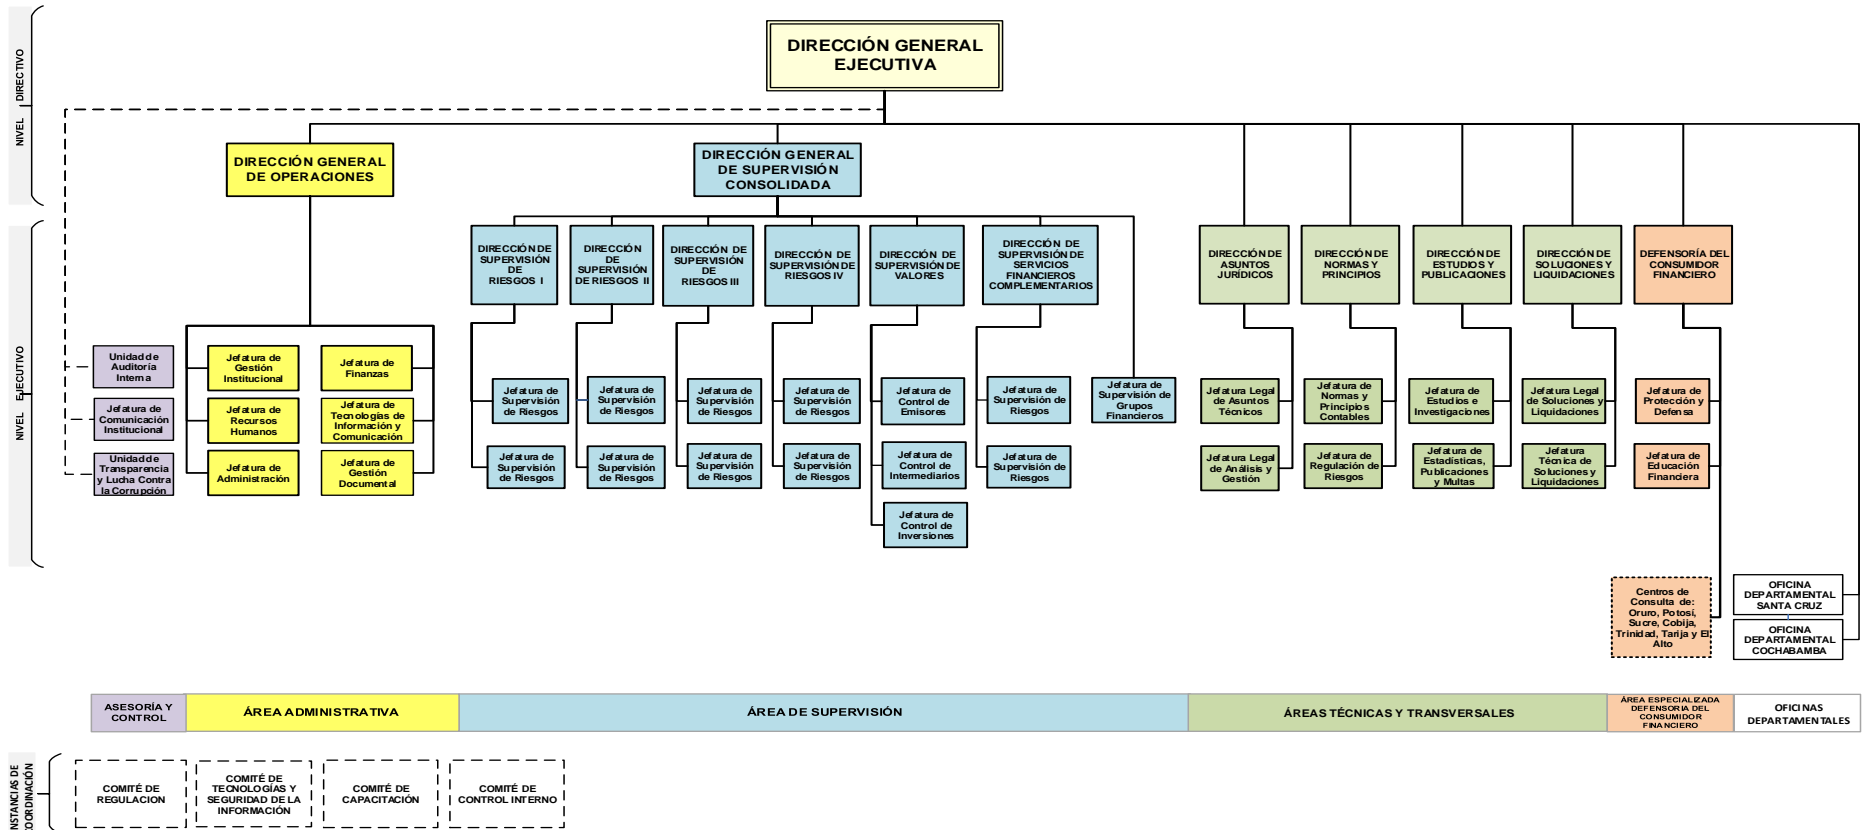 NIVEL DIRECTIVO
DIRECCIÓN GENERAL
EJECUTIVA
DIRECCIÓN GENERAL
DE OPERACIONES
DIRECCIÓN GENERAL
DE SUPERVISIÓN
CONSOLIDADA
NIVEL EJECUTIVO
DIRECCIÓN DE
SUPERVISIÓN
DE
RIESGOS I
DIRECCIÓN
DE
SUPERVISIÓN
DE RIESGOS II
DIRECCIÓN DE
SUPERVISIÓN
DE
RIESGOS III
DIRECCIÓN DE
SUPERVISIÓN DE
RIESGOS IV
DIRECCIÓN DE
SUPERVISIÓN DE
VALORES
DIRECCIÓN DE
SUPERVISIÓN DE
SERVICIOS
FINANCIEROS
COMPLEMENTARIOS
DIRECCIÓN DE
ASUNTOS
JURÍDICOS
DIRECCIÓN DE
NORMAS Y
PRINCIPIOS
DIRECCIÓN DE
ESTUDIOS Y
PUBLICACIONES
DIRECCIÓN DE
SOLUCIONES Y
LIQUIDACIONES
DEFENSORÍA DEL
CONSUMIDOR
FINANCIERO
Unidad de
Auditoría
Interna
Jefatura de
Comunicación
Institucional
Unidad de
Transparencia
y Lucha Contra
la Corrupción
Jefatura de
Gestión
Institucional
Jefatura de
Recursos
Humanos
Jefatura de
Administración
Jefatura de
Finanzas
Jefatura de
Tecnologías de
Información y
Comunicación
Jefatura de
Gestión
Documental
Jefatura de
Supervisión
de Riesgos
Jefatura de
Supervisión
de Riesgos
Jefatura de
Supervisión
de Riesgos
Jefatura de
Supervisión
de Riesgos
Jefatura de
Supervisión
de Riesgos
Jefatura de
Supervisión
de Riesgos
Jefatura de
Supervisión
de Riesgos
Jefatura de
Supervisión
de Riesgos
Jefatura de
Control de
Emisores
Jefatura de
Control de
Intermediarios
Jefatura de
Control de
Inversiones
Jefatura de
Supervisión de
Riesgos
Jefatura de
Supervisión de
Riesgos
Jefatura de
Supervisión de
Grupos
Financieros
Jefatura Legal
de Asuntos
Técnicos
Jefatura Legal
de Análisis y
Gestión
Jefatura de
Normas y
Principios
Contables
Jefatura de
Regulación de
Riesgos
Jefatura de
Estudios e
Investigaciones
Jefatura de
Estadísticas,
Publicaciones
y Multas
Jefatura Legal
de Soluciones y
Liquidaciones
Jefatura
Técnica de
Soluciones y
Liquidaciones
Jefatura de
Protección y
Defensa
Jefatura de
Educación
Financiera
Centros de
Consulta de:
Oruro, Potosí,
Sucre, Cobija,
Trinidad, Tarija y El
Alto
OFICINA
DEPARTAMENTAL
SANTA CRUZ
OFICINA
DEPARTAMENTAL
COCHABAMBA
ASESORÍA Y
CONTROL
ÁREA ADMINISTRATIVA
ÁREA DE SUPERVISIÓN
ÁREAS TÉCNICAS Y TRANSVERSALES
ÁREA ESPECIALIZADA
DEFENSORIA DEL
CONSUMIDOR
FINANCIERO
OFICINAS
DEPARTAMENTALES
INSTANCIAS DE
COORDINACIÓN
COMITÉ DE
REGULACION
COMITÉ DE
TECNOLOGÍAS Y
SEGURIDAD DE LA
INFORMACIÓN
COMITÉ DE
CAPACITACIÓN
COMITÉ DE
CONTROL INTERNO